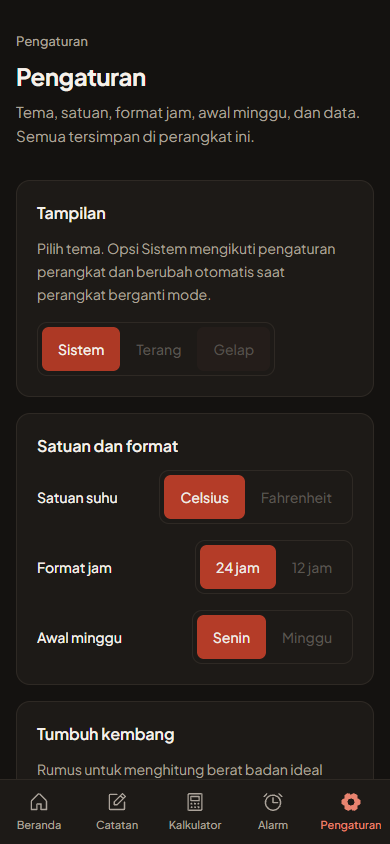 Pengaturan
Pengaturan
Tema, satuan, format jam, awal minggu, dan data.
Semua tersimpan di perangkat ini.
Tampilan
Pilih tema. Opsi Sistem mengikuti pengaturan
perangkat dan berubah otomatis saat
perangkat berganti mode.
Sistem Terang Gelap
Satuan dan format
Satuan suhu Celsius Fahrenheit
Format jam 24 jam 12 jam
Awal minggu Senin Minggu
Tumbuh kembang
Rumus untuk menghitung berat badan ideal
Beranda Catatan Kalkulator Alarm Pengaturan